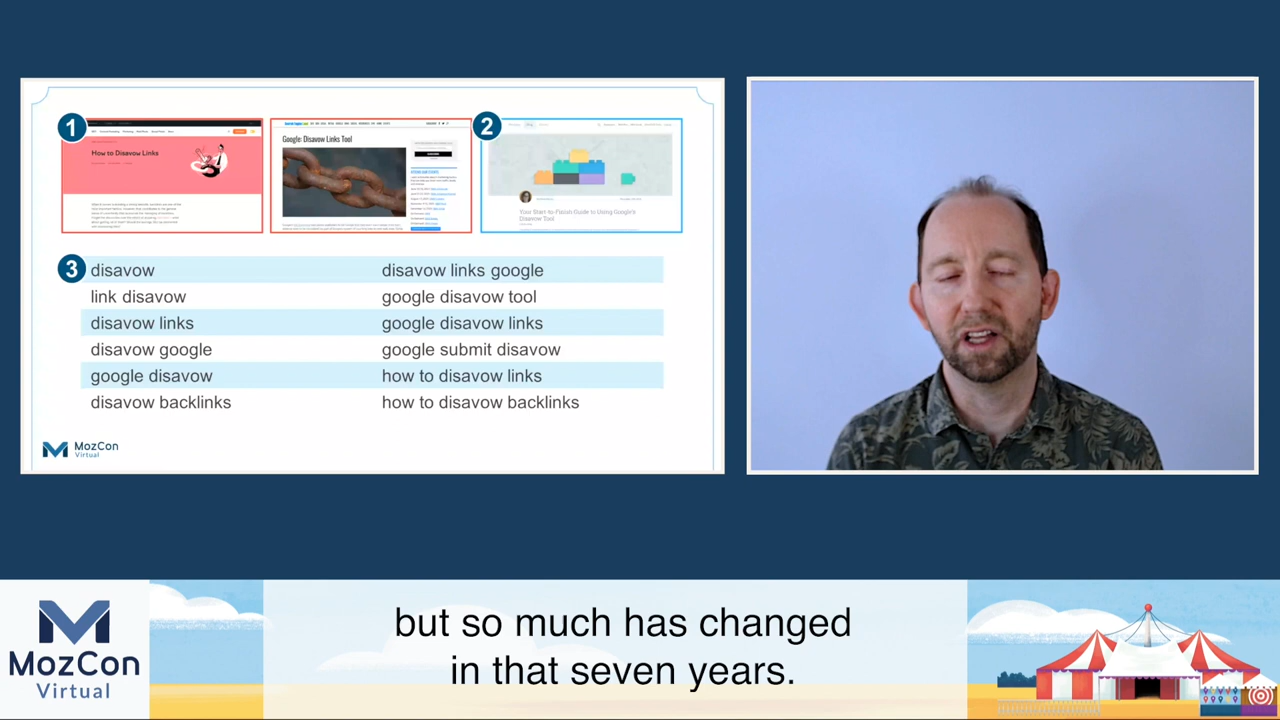 1
How to Disavow Links
Google: Disavow Links Tool
2
Your Start-to-Finish Guide to Using Google's
Disavow Tool
3
disavow
disavow links google
link disavow
google disavow tool
disavow links
google disavow links
disavow google
google submit disavow
google disavow
how to disavow links
disavow backlinks
how to disavow backlinks
MozCon
Virtual
but so much has changed
in that seven years.
MozCon
Virtual